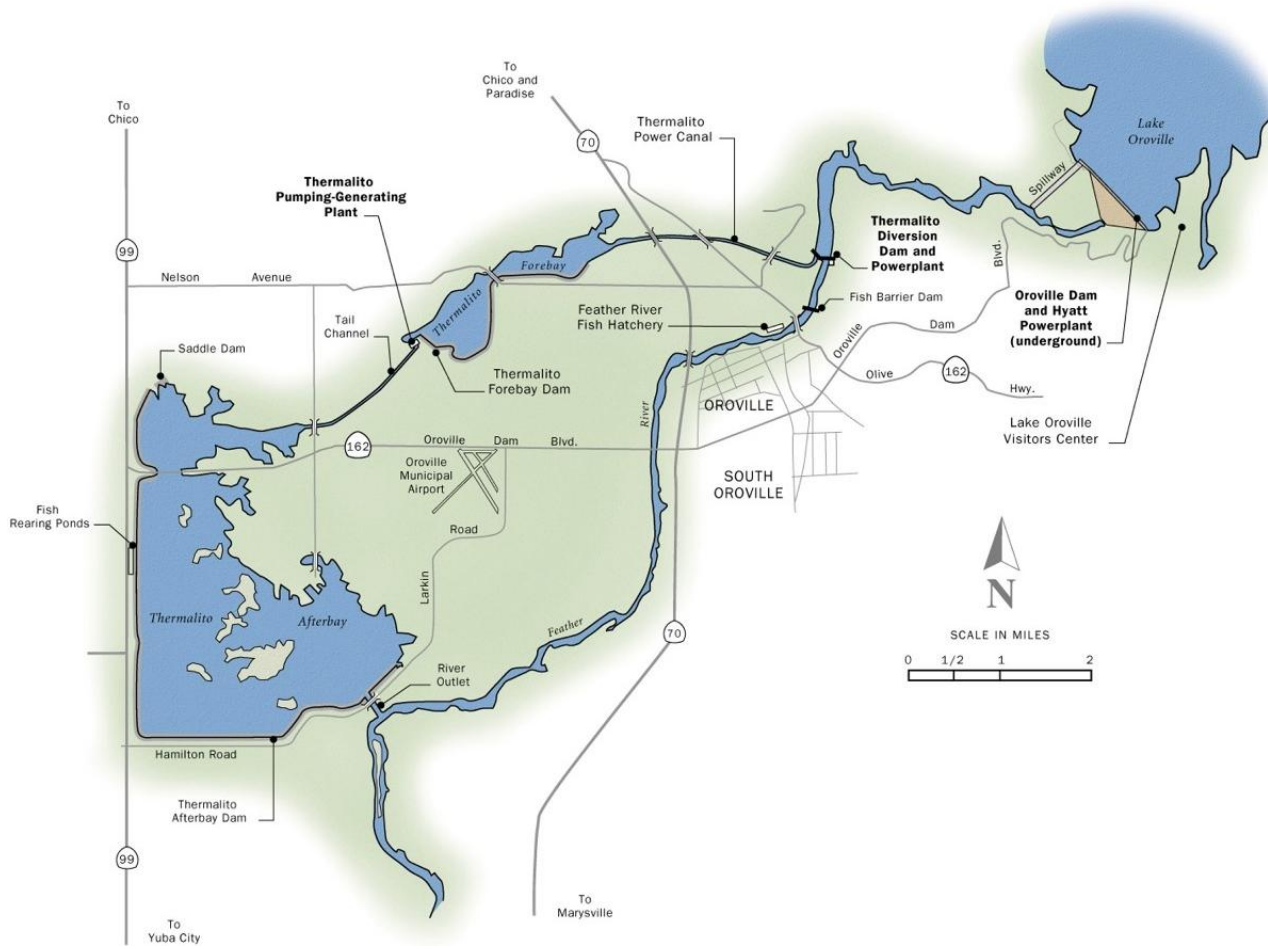 To
Chico and
Paradise
To
Chico
70
Thermalito
Power Canal
Lake
Oroville
Spillway
Thermalito
Pumping-Generating
Plant
99
Thermalito
Diversion
Dam and
Powerplant
Blvd.
Forebay
Nelson
Avenue
Thermalito
Fish Barrier Dam
Feather River
Fish Hatchery
Oroville Dam
and Hyatt
Powerplant
(underground)
Tail
Channel
Saddle Dam
Dam
Oroville
Thermalito
Forebay Dam
Olive
162
Hwy.
OROVILLE
River
Lake Oroville
Visitors Center
162
Oroville
Dam
Blvd.
Oroville
Municipal
Airport
SOUTH
OROVILLE
Fish
Rearing Ponds
Road
Larkin
N
Thermalito
Afterbay
Feather
70
SCALE IN MILES
0 1/2 1 2
River
Outlet
Hamilton Road
Thermalito
Afterbay Dam
99
To
Marysville
To
Yuba City